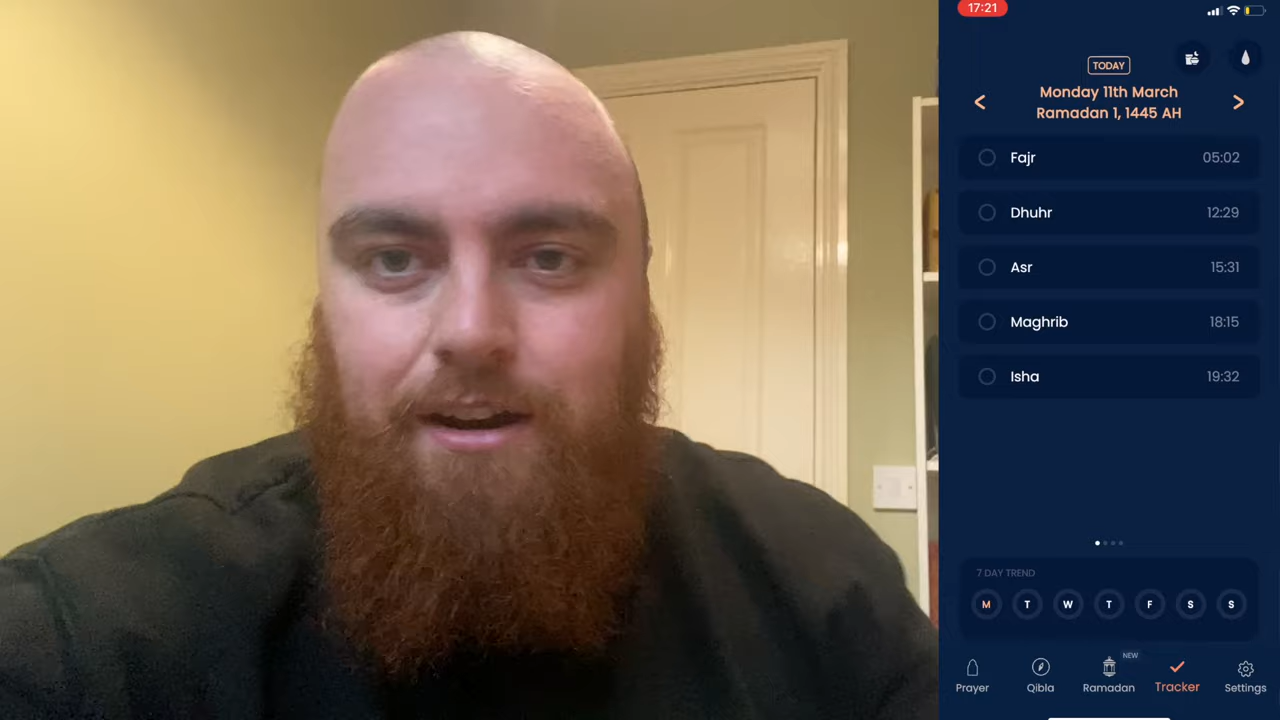 17:21
TODAY
Monday 11th March
Ramadan 1, 1445 AH
Fajr 05:02
Dhuhr 12:29
Asr 15:31
Maghrib 18:15
Isha 19:32
7 DAY TREND
M T W T F S S
NEW
Prayer Qibla Ramadan Tracker Settings